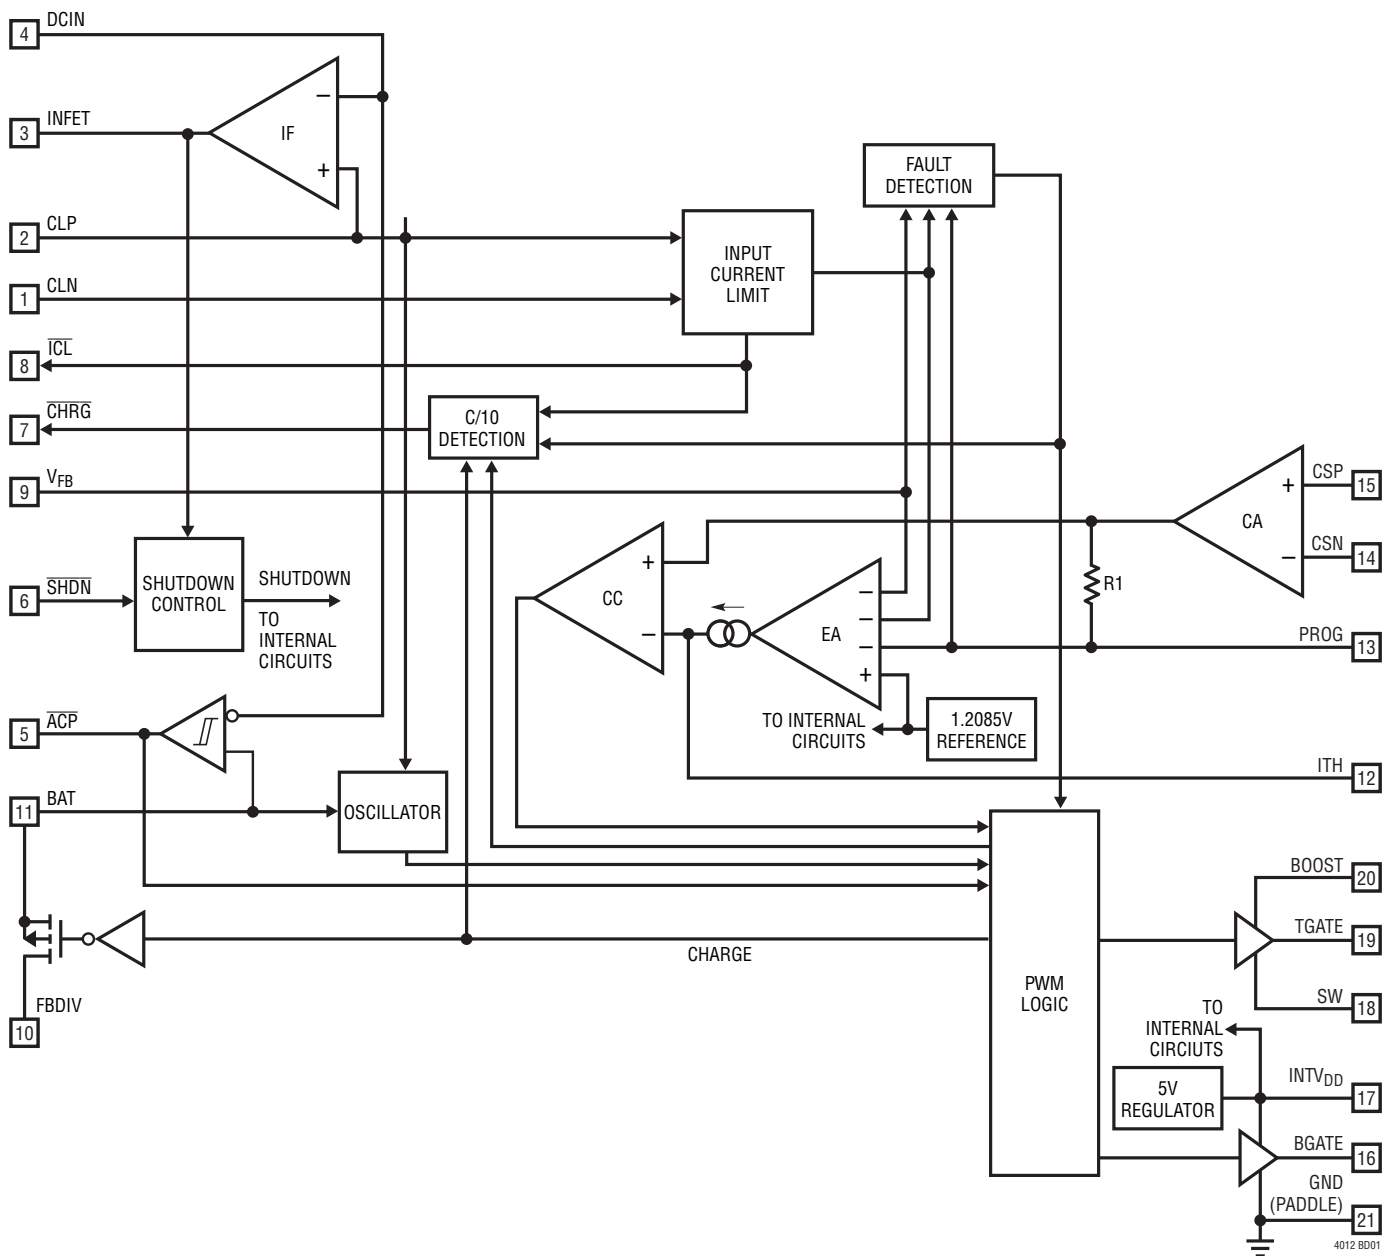 4 DCIN
3 INFET
IF
−
+
2 CLP
1 CLN
8 ICL
7 CHRG
9 VFB
6 SHDN
5 ACP
11 BAT
10 FBDIV
FAULT
DETECTION
INPUT
CURRENT
LIMIT
C/10
DETECTION
SHUTDOWN
CONTROL
SHUTDOWN
TO
INTERNAL
CIRCUITS
CC
+
−
EA
−
−
−
+
CA
+
−
R1
CSP 15
CSN 14
PROG 13
TO INTERNAL
CIRCUITS
1.2085V
REFERENCE
ITH 12
OSCILLATOR
CHARGE
PWM
LOGIC
BOOST 20
TGATE 19
SW 18
TO
INTERNAL
CIRCIUTS
5V
REGULATOR
INTVDD 17
BGATE 16
GND
(PADDLE) 21
4012 BD01